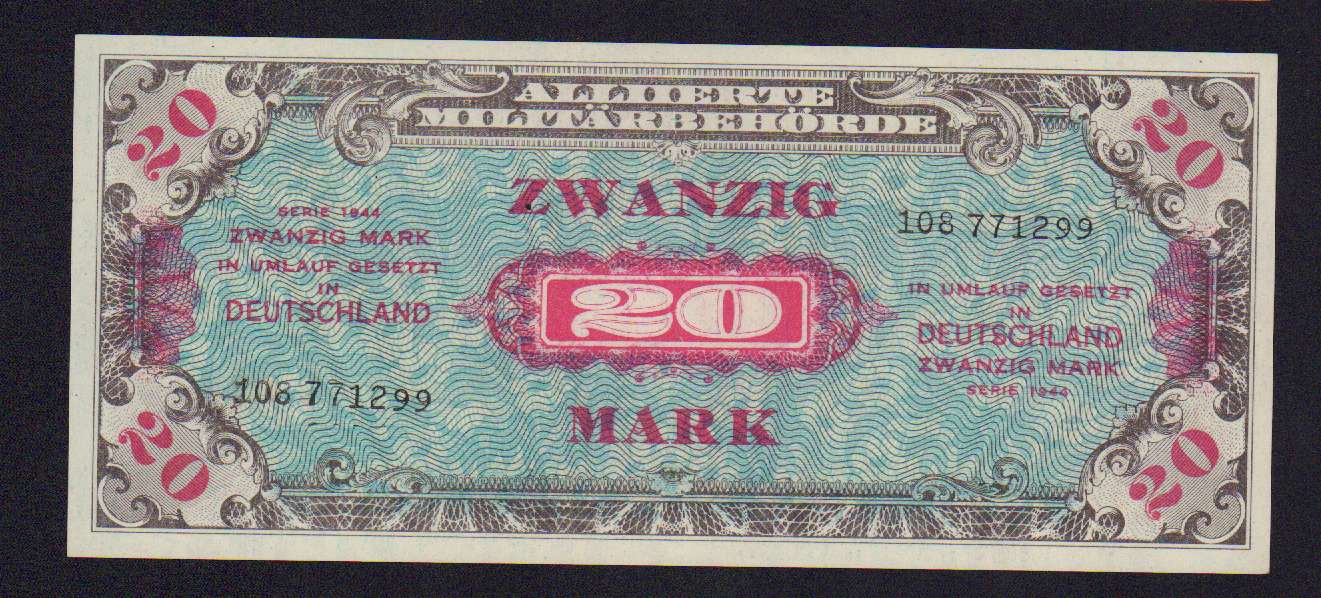 20
20
ALLIIERTE
MILITÄRBEHÖRDE
ZWANZIG
SERIE 1944
ZWANZIG MARK
IN UMLAUF GESETZT
IN
DEUTSCHLAND
108 771299
20
108 771299
IN UMLAUF GESETZT
IN
DEUTSCHLAND
ZWANZIG MARK
SERIE 1944
MARK
20
20